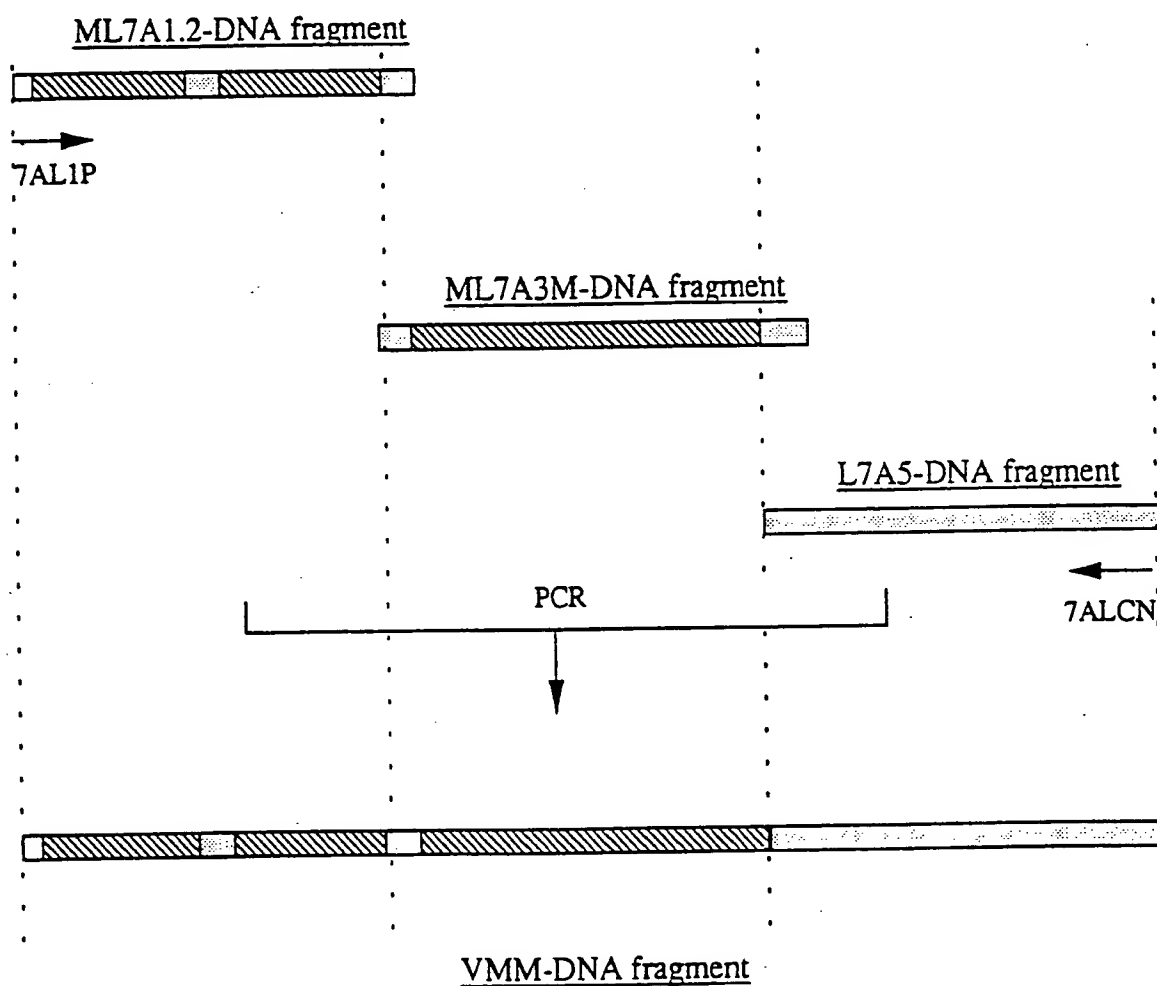 ML7A1.2-DNA fragment
7AL1P
ML7A3M-DNA fragment
L7A5-DNA fragment
PCR
7ALCN
VMM-DNA fragment